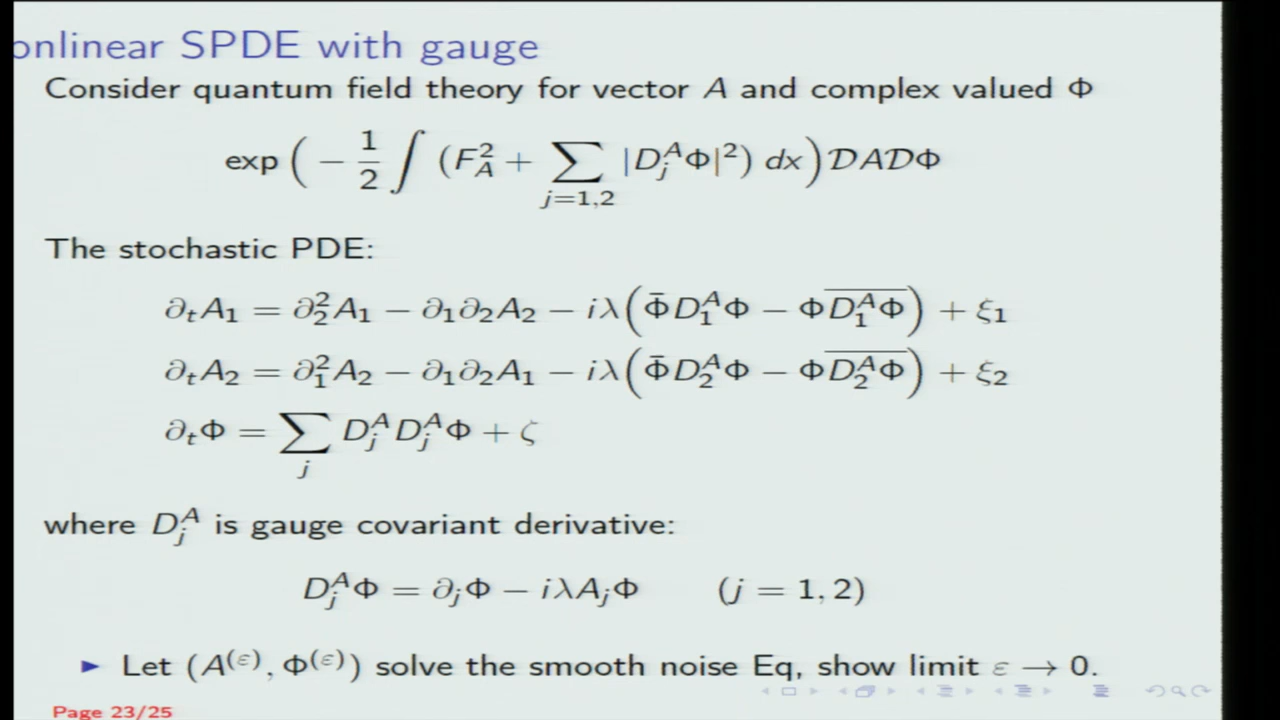 onlinear SPDE with gauge
Consider quantum field theory for vector A and complex valued Φ
exp ( − 1/2 ∫ (F_A^2 + ∑_{j=1,2} |D_j^A Φ|^2) dx ) 𝒟A𝒟Φ
The stochastic PDE:
∂_t A_1 = ∂_2^2 A_1 − ∂_1∂_2 A_2 − iλ(Φ̄ D_1^A Φ − Φ \overline{D_1^A Φ}) + ξ_1
∂_t A_2 = ∂_1^2 A_2 − ∂_1∂_2 A_1 − iλ(Φ̄ D_2^A Φ − Φ \overline{D_2^A Φ}) + ξ_2
∂_t Φ = ∑_j D_j^A D_j^A Φ + ζ
where D_j^A is gauge covariant derivative:
D_j^A Φ = ∂_j Φ − iλA_j Φ (j = 1, 2)
► Let (A^{(ε)}, Φ^{(ε)}) solve the smooth noise Eq, show limit ε → 0.
Page 23/25